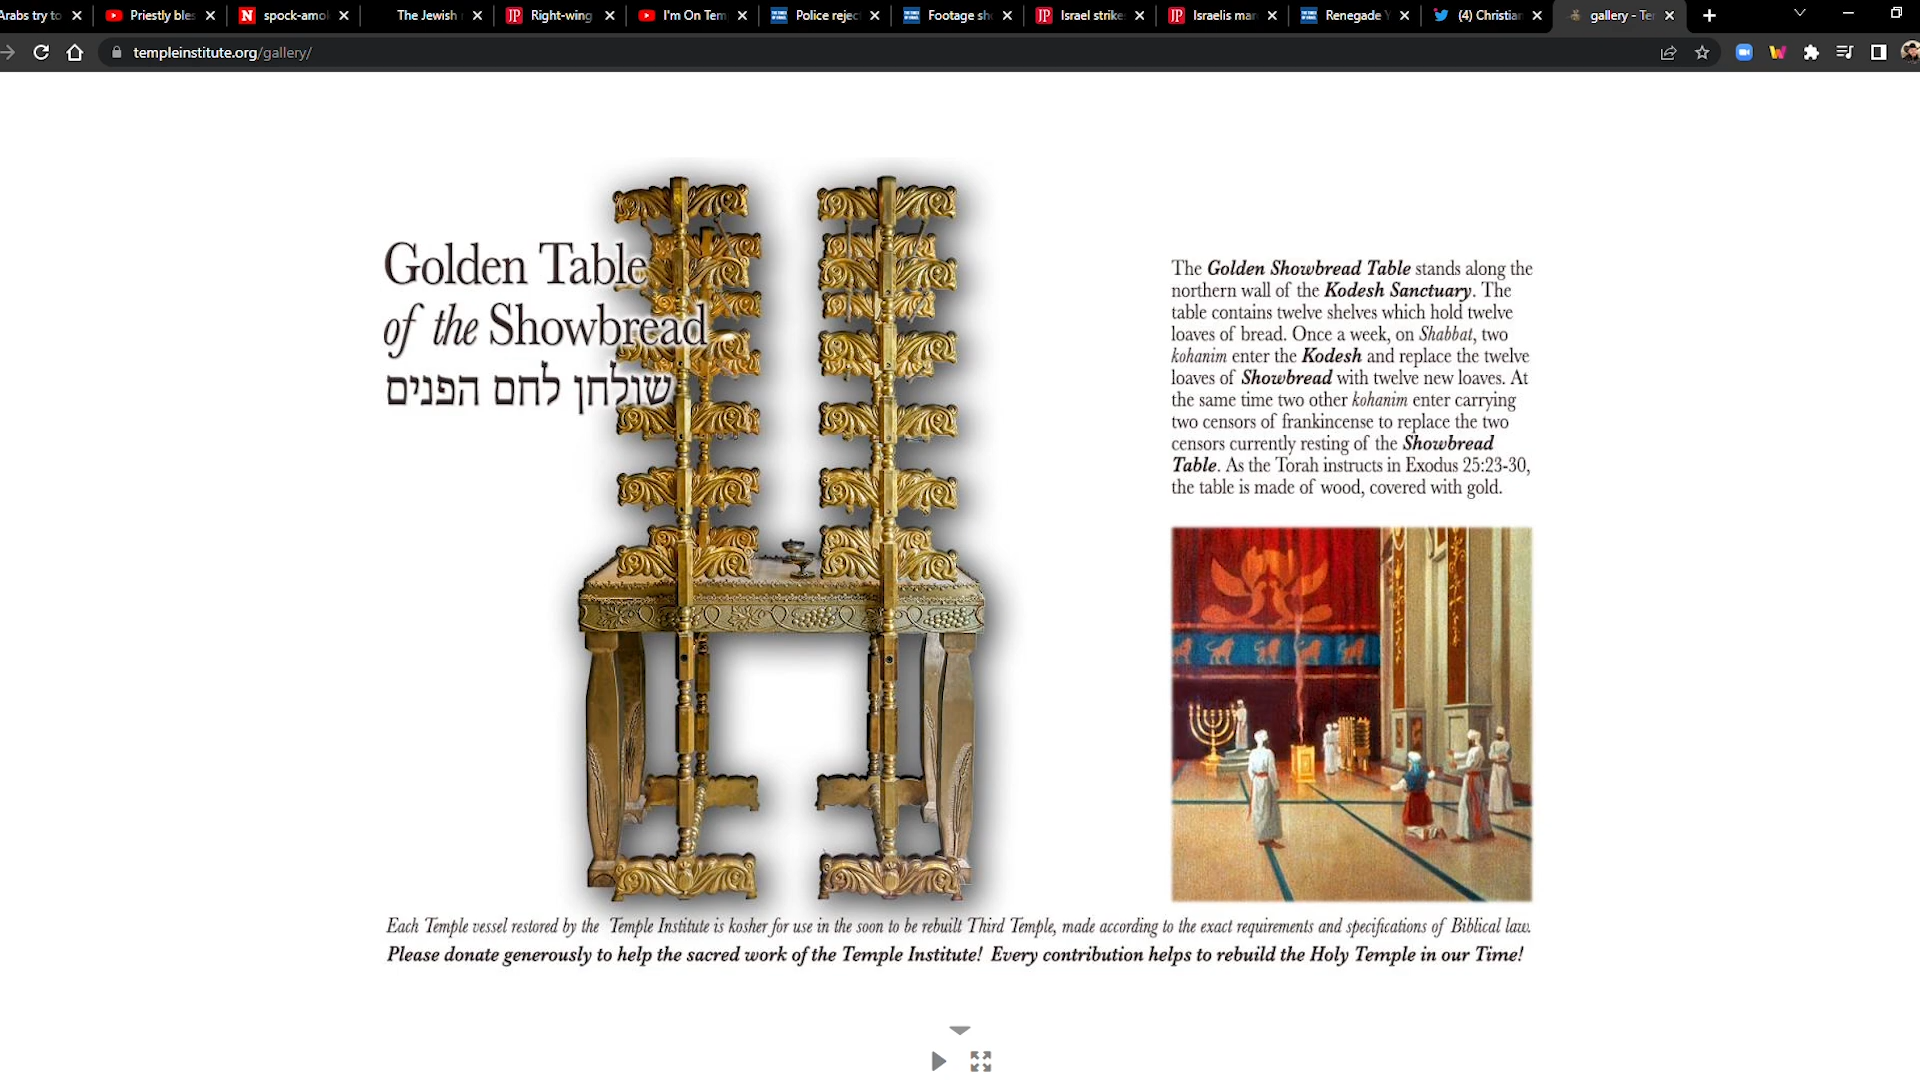 Arabs try to
Priestly bles
spock-amo
The Jewish
JP Right-wing
I'm On Tem
Police rejec
Footage sh
JP Israel strike
JP Israelis mar
Renegade Y
(4) Christian
gallery - Te
templeinstitute.org/gallery/
Golden Table
of the Showbread
שולחן לחם הפנים
The Golden Showbread Table stands along the
northern wall of the Kodesh Sanctuary. The
table contains twelve shelves which hold twelve
loaves of bread. Once a week, on Shabbat, two
kohanim enter the Kodesh and replace the twelve
loaves of Showbread with twelve new loaves. At
the same time two other kohanim enter carrying
two censors of frankincense to replace the two
censors currently resting of the Showbread
Table. As the Torah instructs in Exodus 25:23-30,
the table is made of wood, covered with gold.
Each Temple vessel restored by the Temple Institute is kosher for use in the soon to be rebuilt Third Temple, made according to the exact requirements and specifications of Biblical law.
Please donate generously to help the sacred work of the Temple Institute! Every contribution helps to rebuild the Holy Temple in our Time!